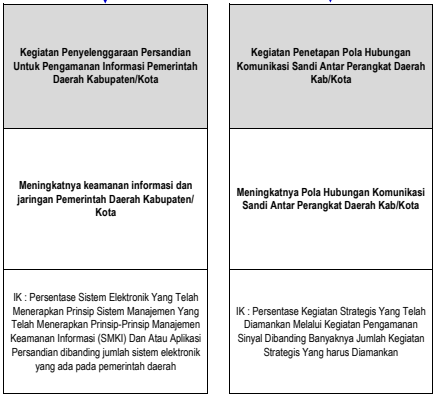 Kegiatan Penyelenggaraan Persandian
Untuk Pengamanan Informasi Pemerintah
Daerah Kabupaten/Kota
Meningkatnya keamanan informasi dan
jaringan Pemerintah Daerah Kabupaten/
Kota
IK : Persentase Sistem Elektronik Yang Telah
Menerapkan Prinsip Sistem Manajemen Yang
Telah Menerapkan Prinsip-Prinsip Manajemen
Keamanan Informasi (SMKI) Dan Atau Aplikasi
Persandian dibanding jumlah sistem elektronik
yang ada pada pemerintah daerah
Kegiatan Penetapan Pola Hubungan
Komunikasi Sandi Antar Perangkat Daerah
Kab/Kota
Meningkatnya Pola Hubungan Komunikasi
Sandi Antar Perangkat Daerah Kab/Kota
IK : Persentase Kegiatan Strategis Yang Telah
Diamankan Melalui Kegiatan Pengamanan
Sinyal Dibanding Banyaknya Jumlah Kegiatan
Strategis Yang harus Diamankan